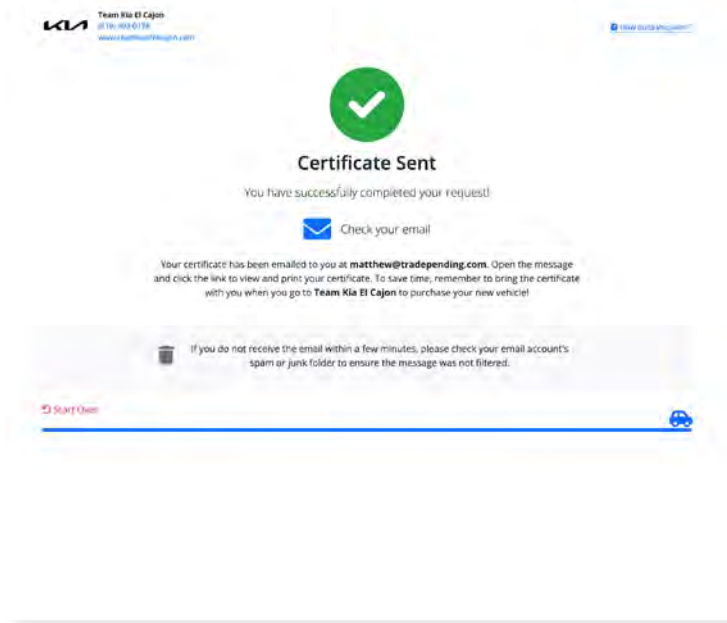 KIA
Team Kia El Cajon
Certificate Sent
You have successfully completed your request!
Check your email
Your certificate has been emailed to you at matthew@tradepending.com. Open the message
and click the link to view and print your certificate. To save time, remember to bring the certificate
with you when you go to Team Kia El Cajon to purchase your new vehicle!
If you do not receive the email within a few minutes, please check your email account's
spam or junk folder to ensure the message was not filtered.
Start Over